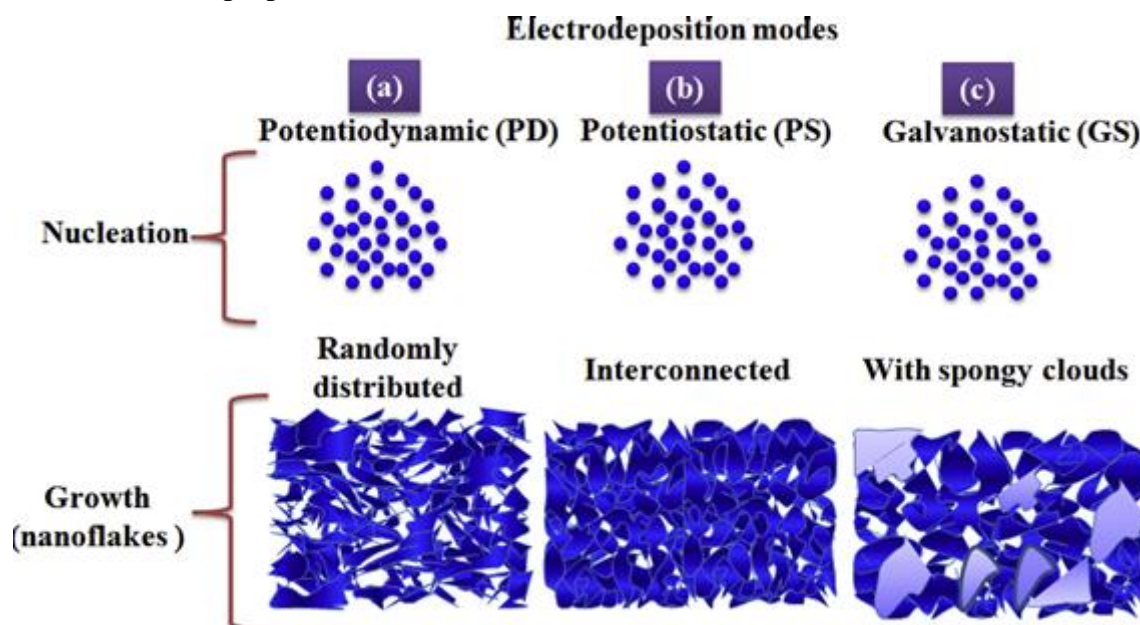 Electrodeposition modes
(a)
(b)
(c)
Potentiodynamic (PD)
Potentiostatic (PS)
Galvanostatic (GS)
Nucleation
Randomly
distributed
Interconnected
With spongy clouds
Growth
(nanoflakes )